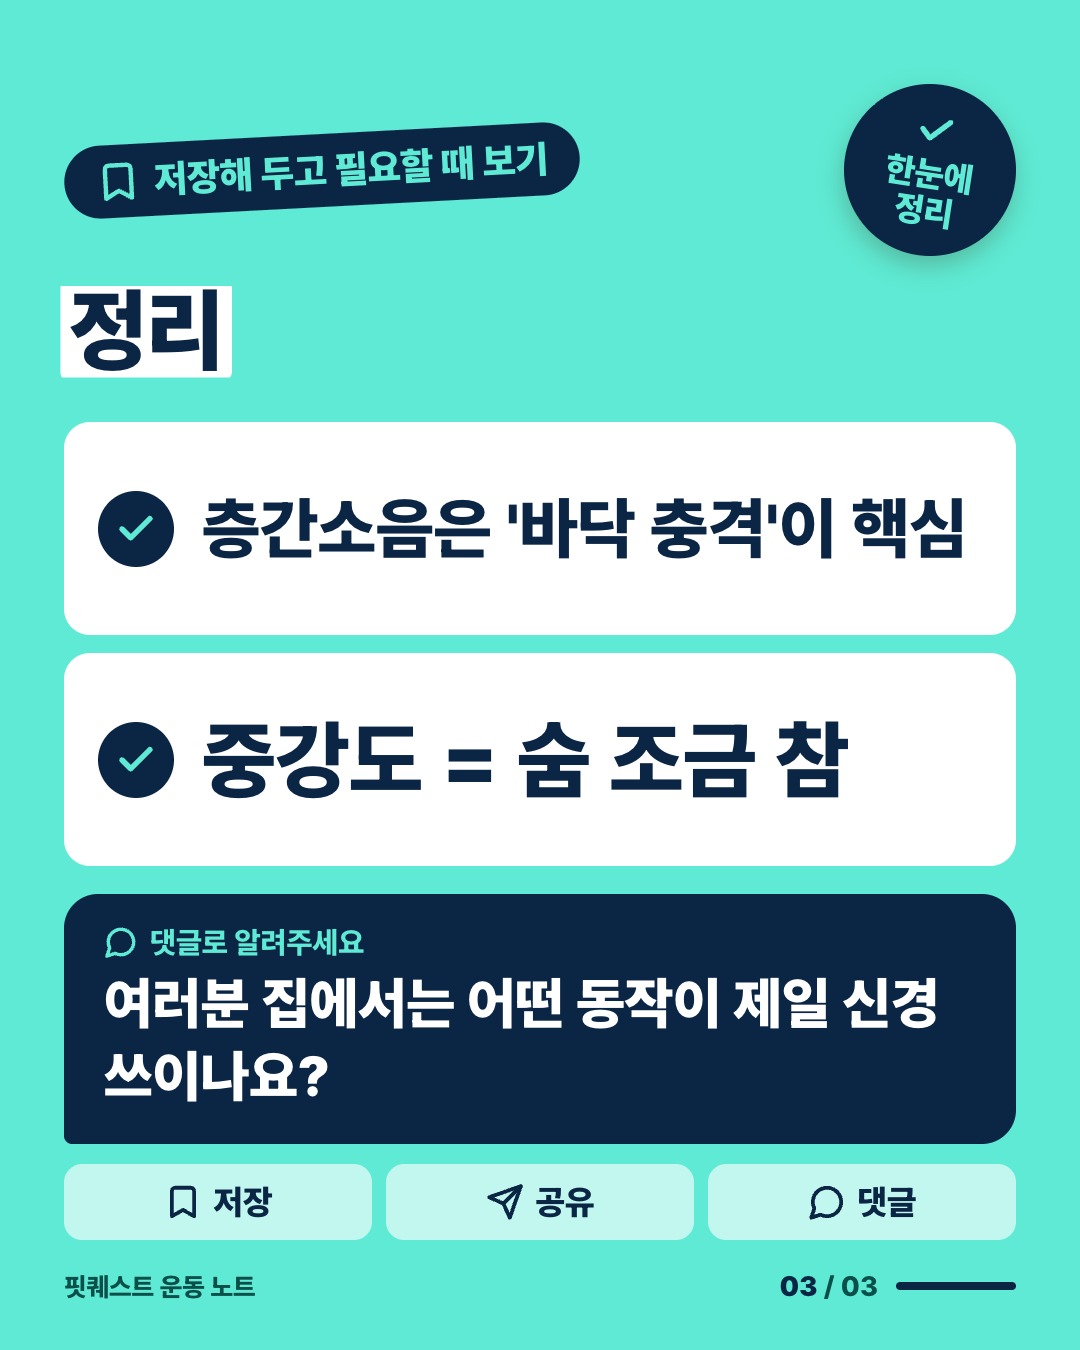 저장해 두고 필요할 때 보기
한눈에
정리
정리
층간소음은 '바닥 충격'이 핵심
중강도 = 숨 조금 참
댓글로 알려주세요
여러분 집에서는 어떤 동작이 제일 신경
쓰이나요?
저장
공유
댓글
핏퀘스트 운동 노트
03 / 03